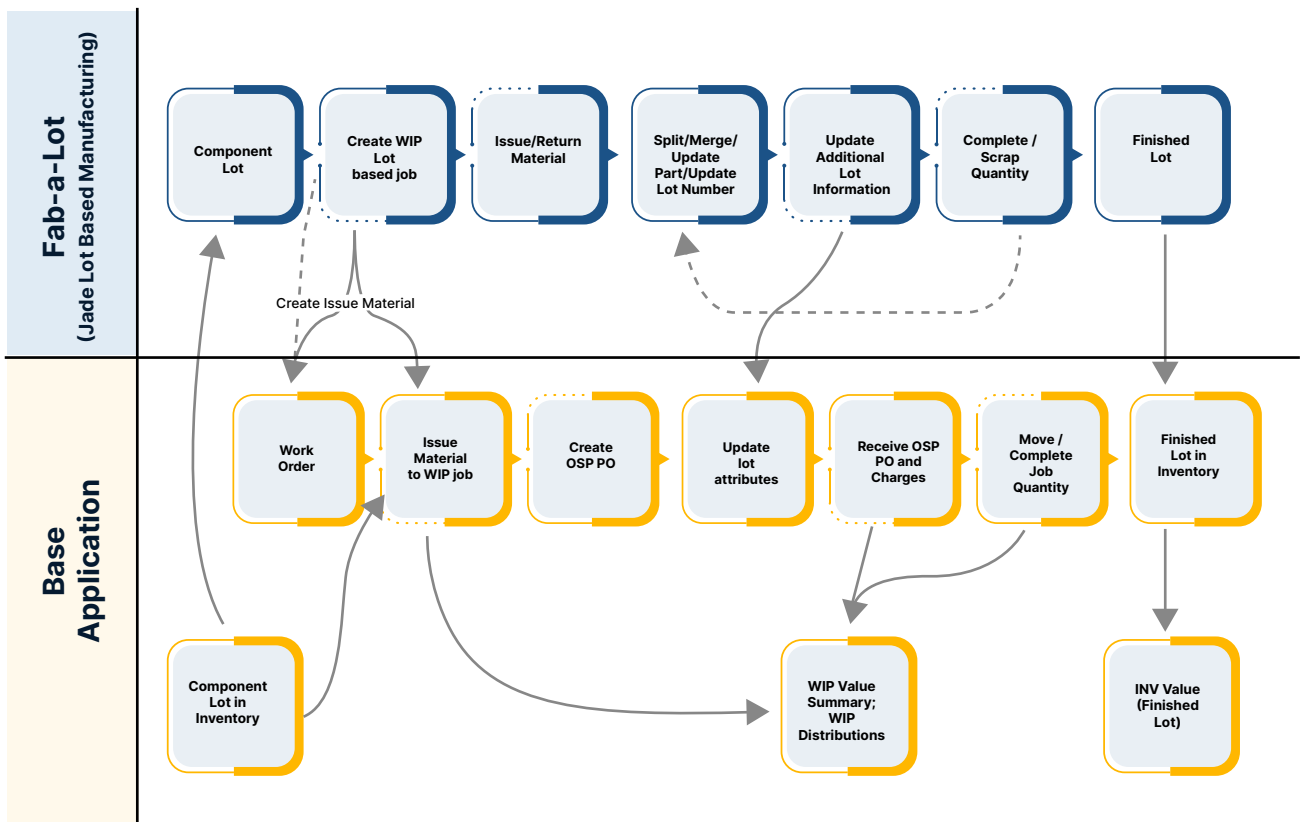 Fab-a-Lot
(Jade Lot Based Manufacturing)
Component
Lot
Create WIP
Lot
based job
Issue/Return
Material
Split/Merge/
Update
Part/Update
Lot Number
Update
Additional
Lot
Information
Complete /
Scrap
Quantity
Finished
Lot
Create Issue Material
Base
Application
Work
Order
Issue
Material
to WIP job
Create
OSP PO
Update
lot
attributes
Receive OSP
PO and
Charges
Move /
Complete
Job
Quantity
Finished
Lot in
Inventory
Component
Lot in
Inventory
WIP Value
Summary;
WIP
Distributions
INV Value
(Finished
Lot)